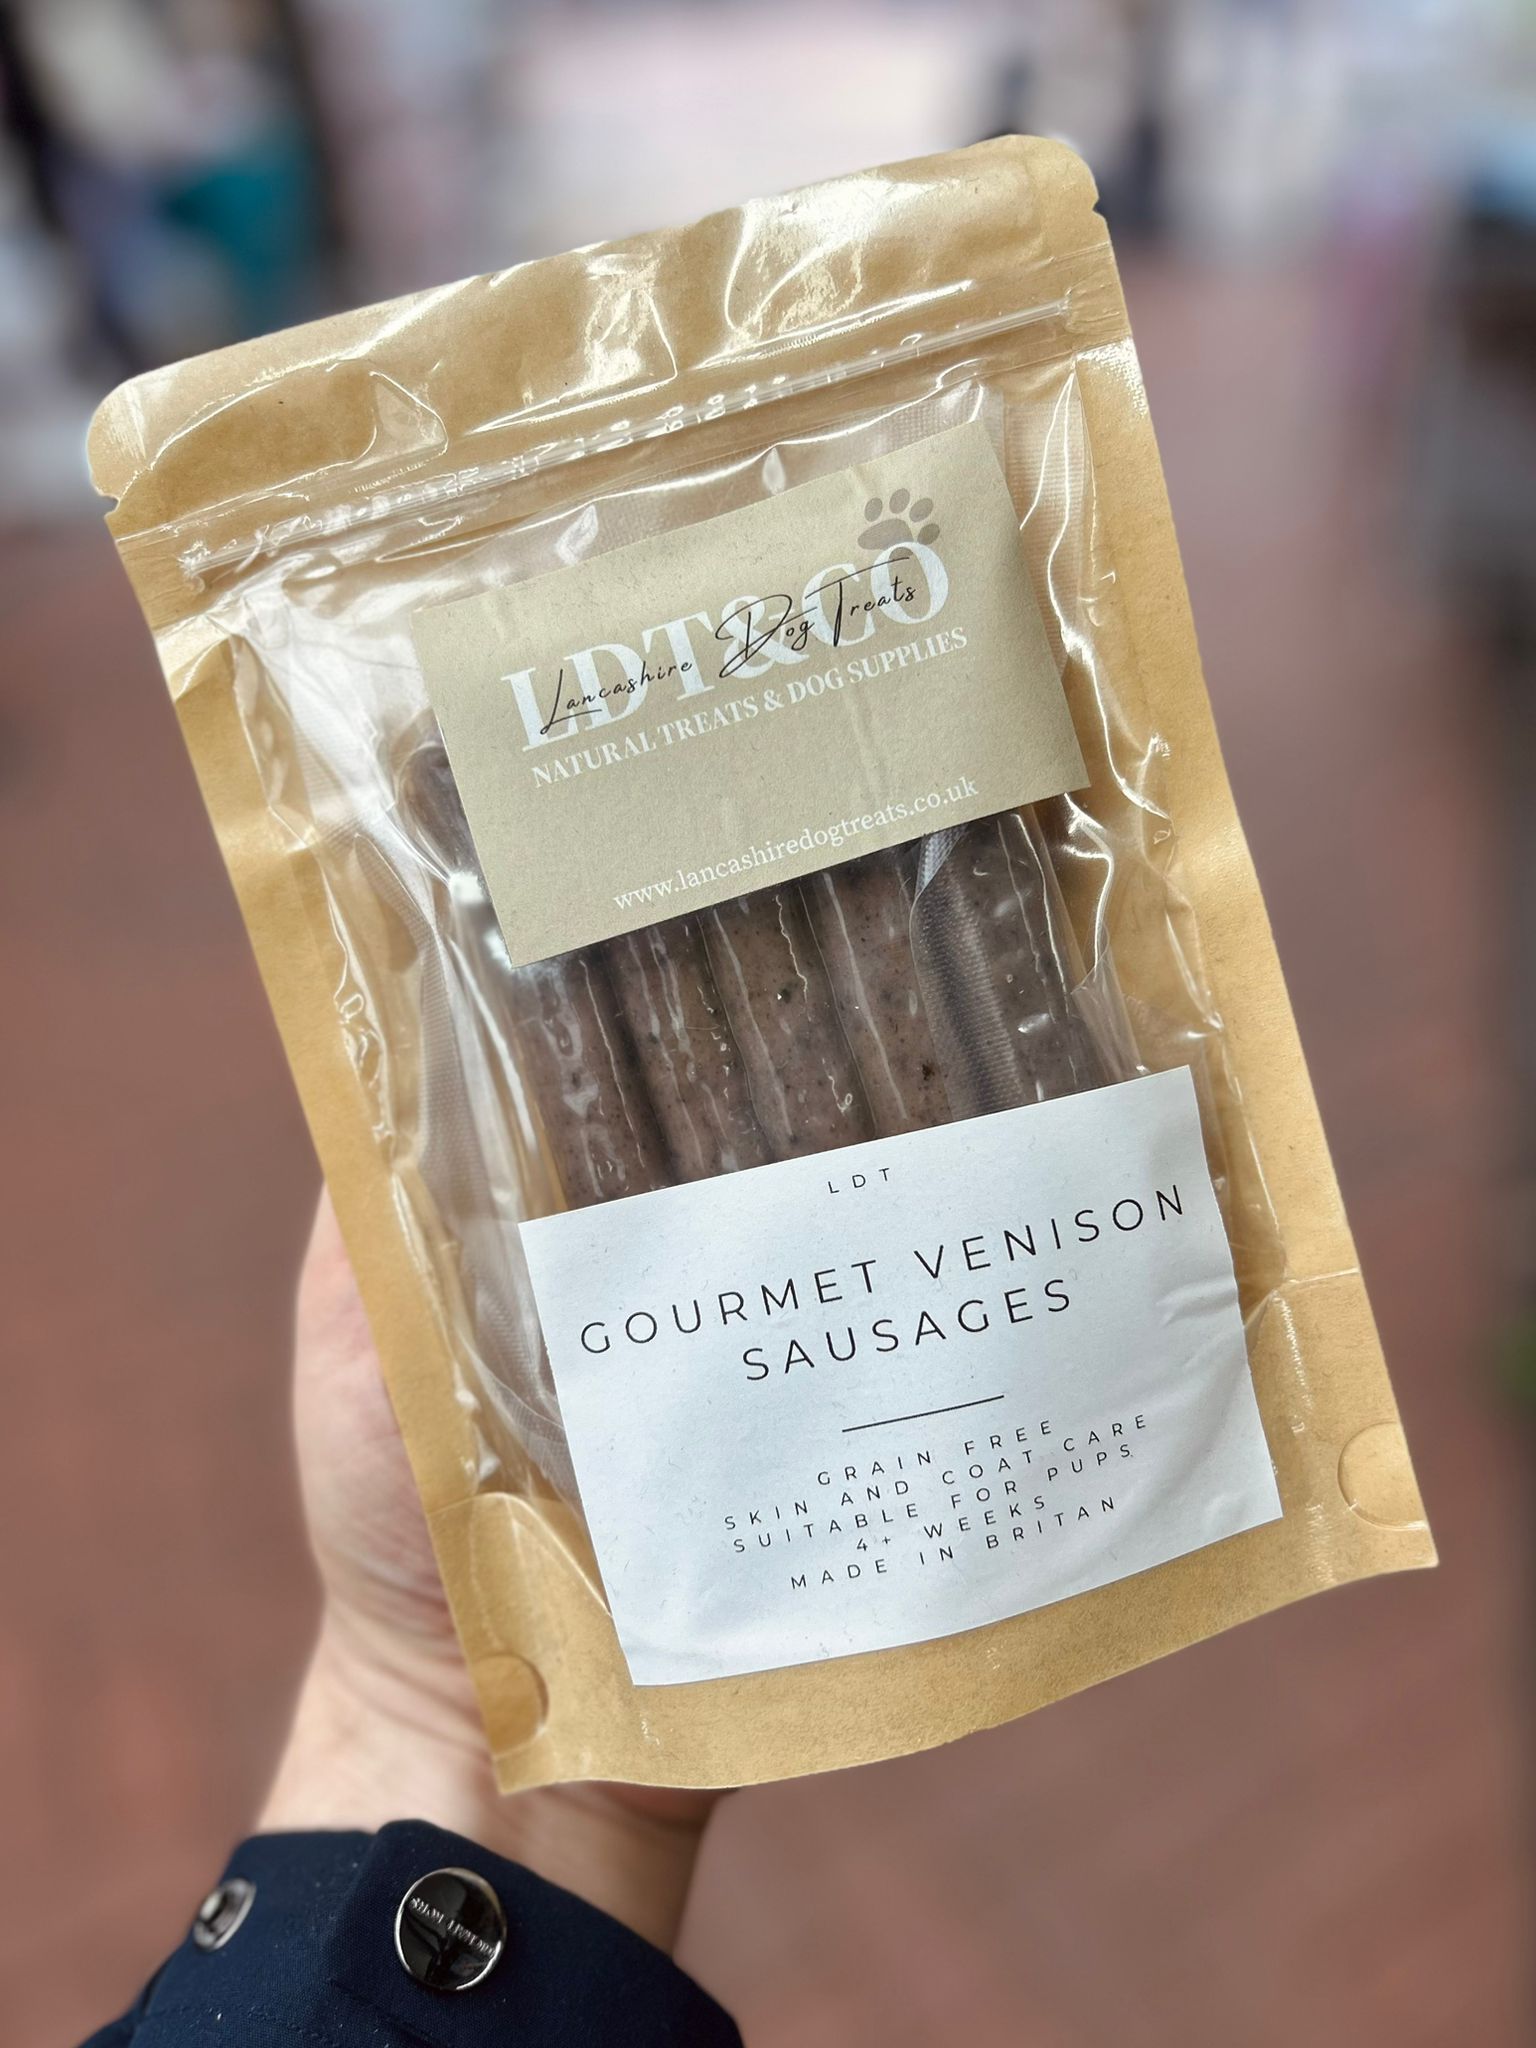 LDT&CO
Lancashire Dog Treats
NATURAL TREATS & DOG SUPPLIES
www.lancashiredogtreats.co.uk
LDT
GOURMET VENISON
SAUSAGES
GRAIN FREE
SKIN AND COAT CARE
SUITABLE FOR PUPS
4+ WEEKS
MADE IN BRITAN